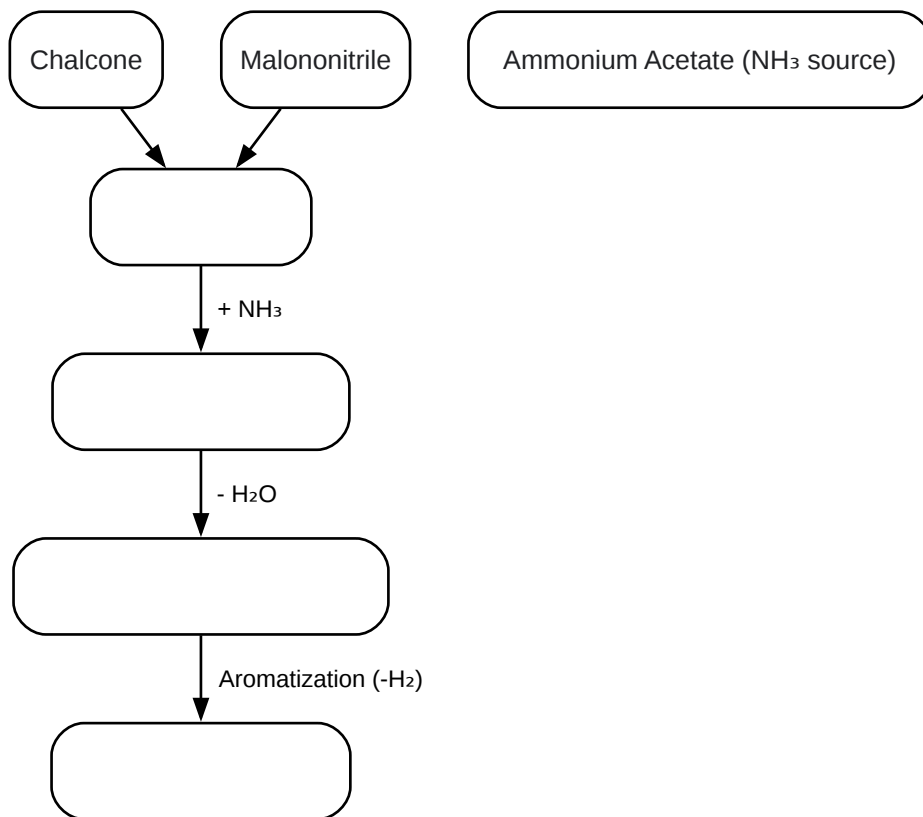 Chalcone
Malononitrile
Ammonium Acetate (NH₃ source)
+ NH₃
- H₂O
Aromatization (-H₂)